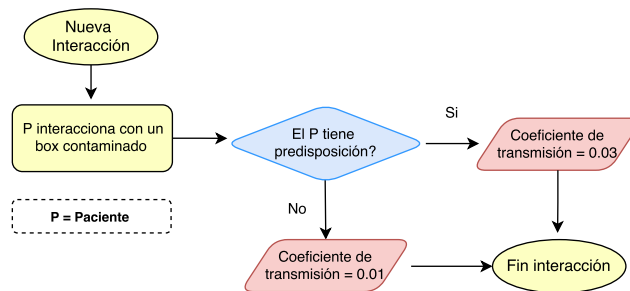 Nueva
Interacción
P interacciona con un
box contaminado
El P tiene
predisposición?
Si
Coeficiente de
transmisión = 0.03
P = Paciente
No
Coeficiente de
transmisión = 0.01
Fin interacción